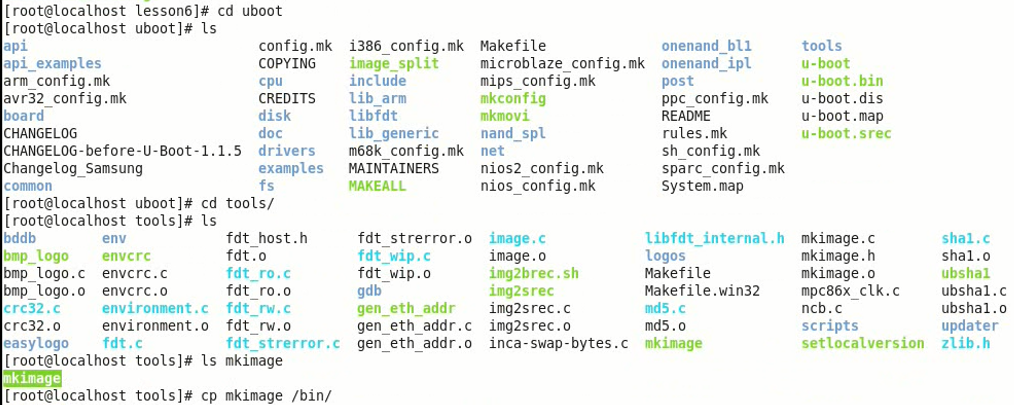 [root@localhost lesson6]# cd uboot
[root@localhost uboot]# ls
api                        config.mk  i386_config.mk  Makefile              onenand_bl1      tools
api_examples               COPYING    image_split     microblaze_config.mk  onenand_ipl      u-boot
arm_config.mk              cpu        include         mips_config.mk        post             u-boot.bin
avr32_config.mk            CREDITS    lib_arm         mkconfig              ppc_config.mk    u-boot.dis
board                      disk       libfdt          mkmovi                README           u-boot.map
CHANGELOG                  doc        lib_generic     nand_spl              rules.mk         u-boot.srec
CHANGELOG-before-U-Boot-1.1.5  drivers    m68k_config.mk  net                   sh_config.mk
Changelog_Samsung          examples   MAINTAINERS     nios2_config.mk       sparc_config.mk
common                     fs         MAKEALL         nios_config.mk        System.map
[root@localhost uboot]# cd tools/
[root@localhost tools]# ls
bddb        env            fdt_host.h      fdt_strerror.o  image.c           libfdt_internal.h  mkimage.c        sha1.c
bmp_logo    envcrc         fdt.o           fdt_wip.c       image.o           logos              mkimage.h        sha1.o
bmp_logo.c  envcrc.c       fdt_ro.c        fdt_wip.o       img2brec.sh       Makefile           mkimage.o        ubsha1
bmp_logo.o  envcrc.o       fdt_ro.o        gdb             img2srec          Makefile.win32     mpc86x_clk.c     ubsha1.c
crc32.c     environment.c  fdt_rw.c        gen_eth_addr    img2srec.c        md5.c              ncb.c            ubsha1.o
crc32.o     environment.o  fdt_rw.o        gen_eth_addr.c  img2srec.o        md5.o              scripts          updater
easylogo    fdt.c          fdt_strerror.c  gen_eth_addr.o  inca-swap-bytes.c  mkimage            setlocalversion  zlib.h
[root@localhost tools]# ls mkimage
mkimage
[root@localhost tools]# cp mkimage /bin/